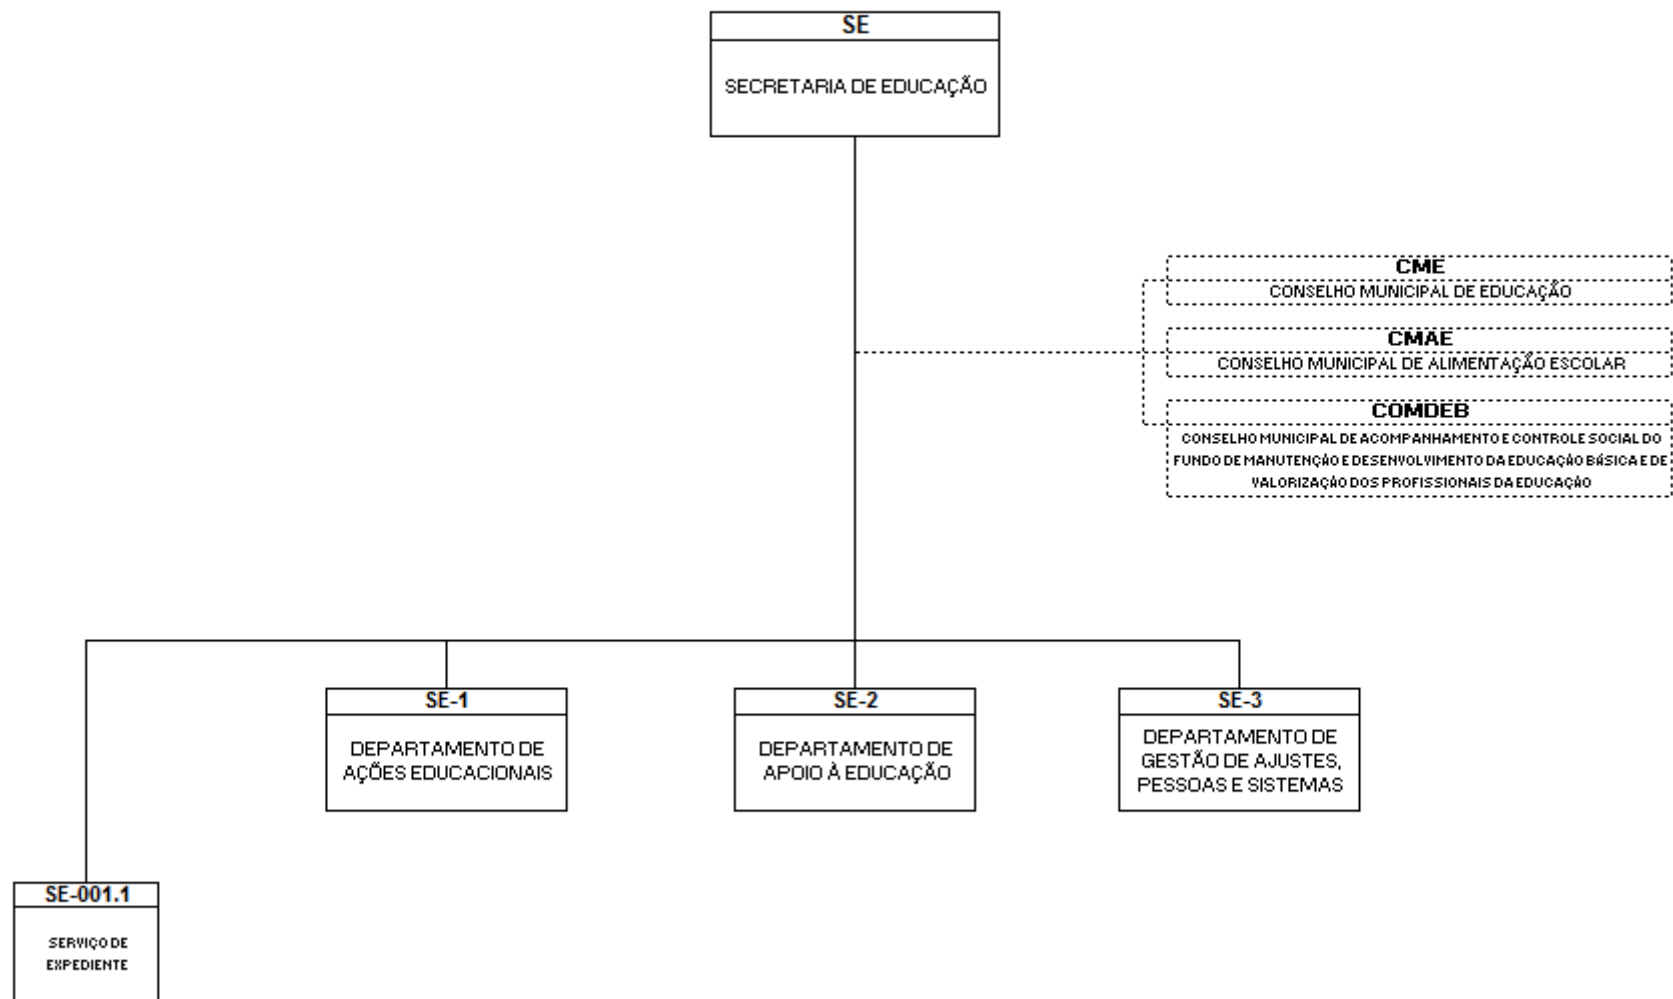 SE
SECRETARIA DE EDUCAÇÃO
CME
CONSELHO MUNICIPAL DE EDUCAÇÃO
CMAE
CONSELHO MUNICIPAL DE ALIMENTAÇÃO ESCOLAR
COMDEB
CONSELHO MUNICIPAL DE ACOMPANHAMENTO E CONTROLE SOCIAL DO
FUNDO DE MANUTENÇÃO E DESENVOLVIMENTO DA EDUCAÇÃO BÁSICA E DE
VALORIZAÇÃO DOS PROFISSIONAIS DA EDUCAÇÃO
SE-1
DEPARTAMENTO DE
AÇÕES EDUCACIONAIS
SE-2
DEPARTAMENTO DE
APOIO À EDUCAÇÃO
SE-3
DEPARTAMENTO DE
GESTÃO DE AJUSTES,
PESSOAS E SISTEMAS
SE-001.1
SERVIÇO DE
EXPEDIENTE